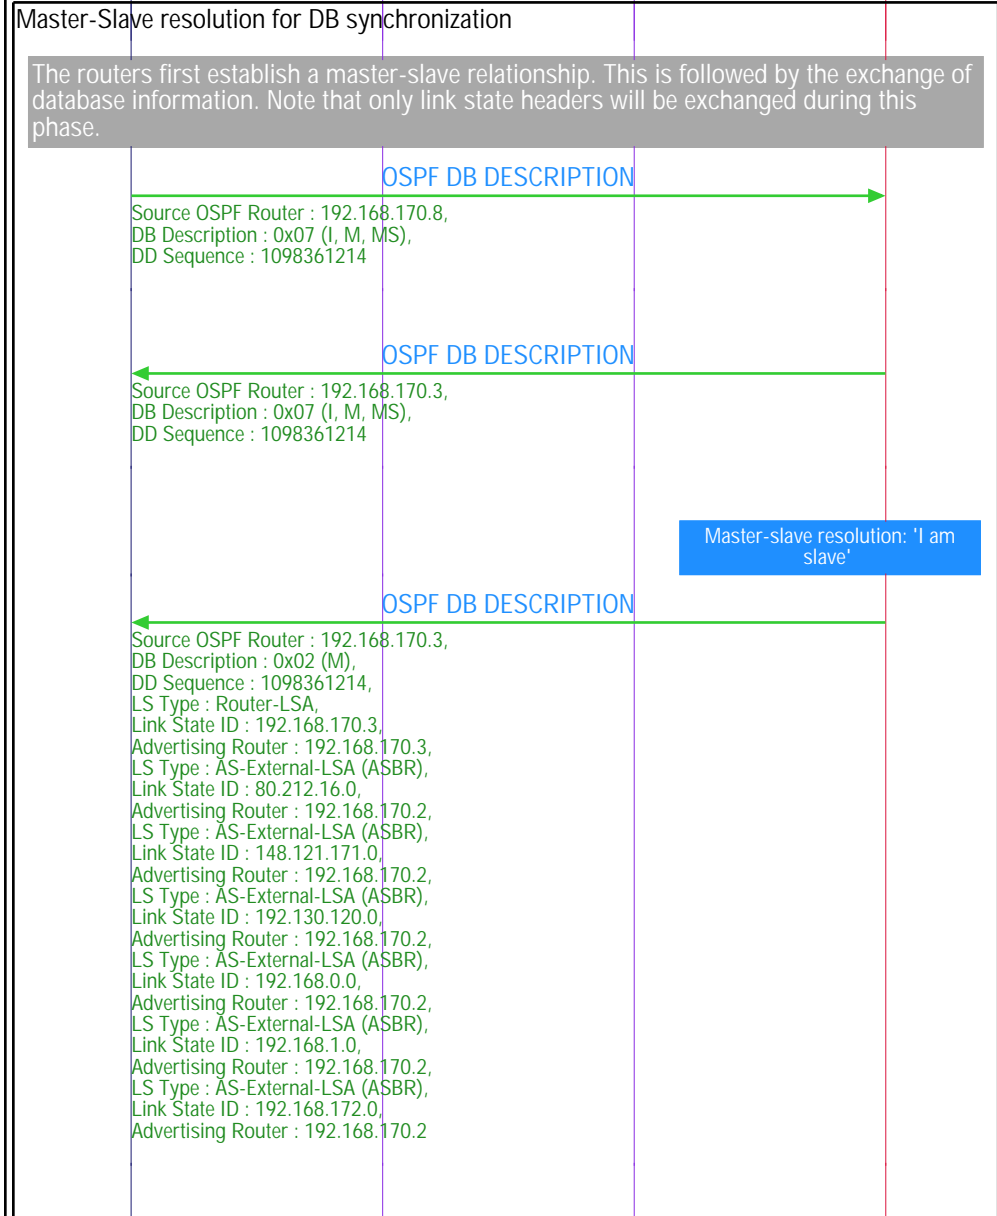 Master-Slave resolution for DB synchronization
The routers first establish a master-slave relationship. This is followed by the exchange of
database information. Note that only link state headers will be exchanged during this
phase.
OSPF DB DESCRIPTION
Source OSPF Router : 192.168.170.8,
DB Description : 0x07 (I, M, MS),
DD Sequence : 1098361214
OSPF DB DESCRIPTION
Source OSPF Router : 192.168.170.3,
DB Description : 0x07 (I, M, MS),
DD Sequence : 1098361214
Master-slave resolution: 'I am
slave'
OSPF DB DESCRIPTION
Source OSPF Router : 192.168.170.3,
DB Description : 0x02 (M),
DD Sequence : 1098361214,
LS Type : Router-LSA,
Link State ID : 192.168.170.3,
Advertising Router : 192.168.170.3,
LS Type : AS-External-LSA (ASBR),
Link State ID : 80.212.16.0,
Advertising Router : 192.168.170.2,
LS Type : AS-External-LSA (ASBR),
Link State ID : 148.121.171.0,
Advertising Router : 192.168.170.2,
LS Type : AS-External-LSA (ASBR),
Link State ID : 192.130.120.0,
Advertising Router : 192.168.170.2,
LS Type : AS-External-LSA (ASBR),
Link State ID : 192.168.0.0,
Advertising Router : 192.168.170.2,
LS Type : AS-External-LSA (ASBR),
Link State ID : 192.168.1.0,
Advertising Router : 192.168.170.2,
LS Type : AS-External-LSA (ASBR),
Link State ID : 192.168.172.0,
Advertising Router : 192.168.170.2